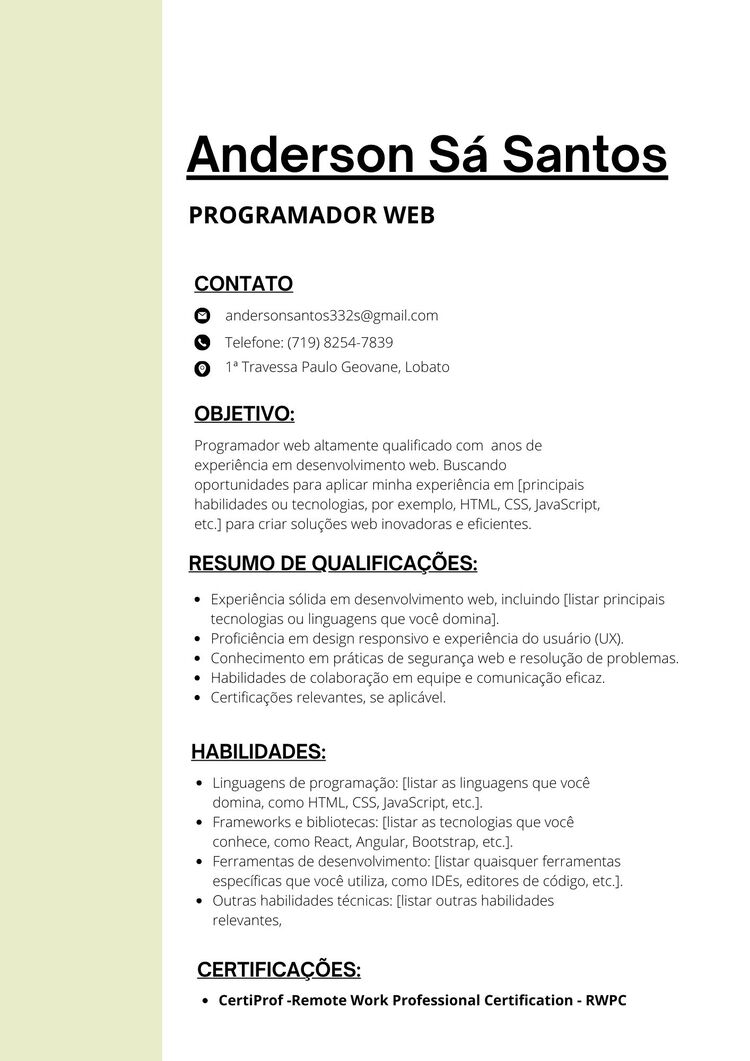 Anderson Sá Santos
PROGRAMADOR WEB
CONTATO
andersonsantos332s@gmail.com
Telefone: (719) 8254-7839
1ª Travessa Paulo Geovane, Lobato
OBJETIVO:
Programador web altamente qualificado com  anos de
experiência em desenvolvimento web. Buscando
oportunidades para aplicar minha experiência em [principais
habilidades ou tecnologias, por exemplo, HTML, CSS, JavaScript,
etc.] para criar soluções web inovadoras e eficientes.
RESUMO DE QUALIFICAÇÕES:
• Experiência sólida em desenvolvimento web, incluindo [listar principais
tecnologias ou linguagens que você domina].
• Proficiência em design responsivo e experiência do usuário (UX).
• Conhecimento em práticas de segurança web e resolução de problemas.
• Habilidades de colaboração em equipe e comunicação eficaz.
• Certificações relevantes, se aplicável.
HABILIDADES:
• Linguagens de programação: [listar as linguagens que você
domina, como HTML, CSS, JavaScript, etc.].
• Frameworks e bibliotecas: [listar as tecnologias que você
conhece, como React, Angular, Bootstrap, etc.].
• Ferramentas de desenvolvimento: [listar quaisquer ferramentas
específicas que você utiliza, como IDEs, editores de código, etc.].
• Outras habilidades técnicas: [listar outras habilidades
relevantes,
CERTIFICAÇÕES:
• CertiProf -Remote Work Professional Certification - RWPC